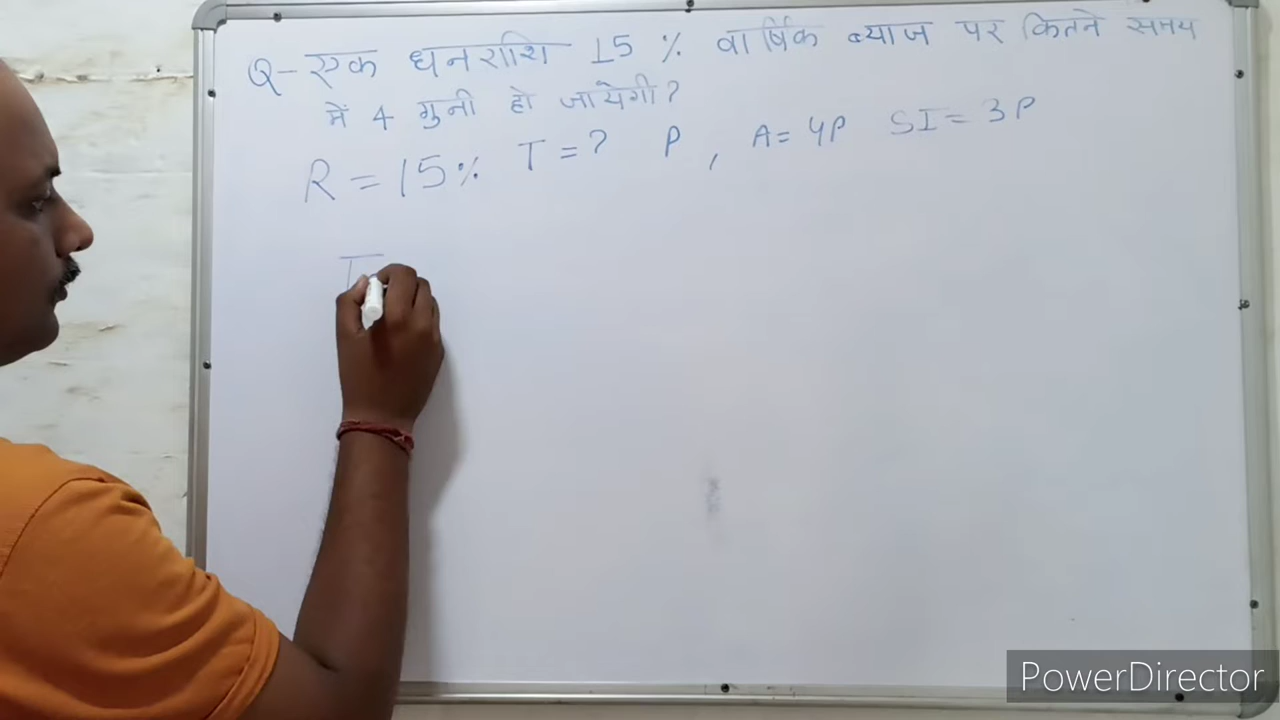 Q- एक धनराशि 15 % वार्षिक ब्याज पर कितने समय
में 4 गुनी हो जायेगी?
R = 15% T = ? P , A = 4P SI = 3P
T
PowerDirector